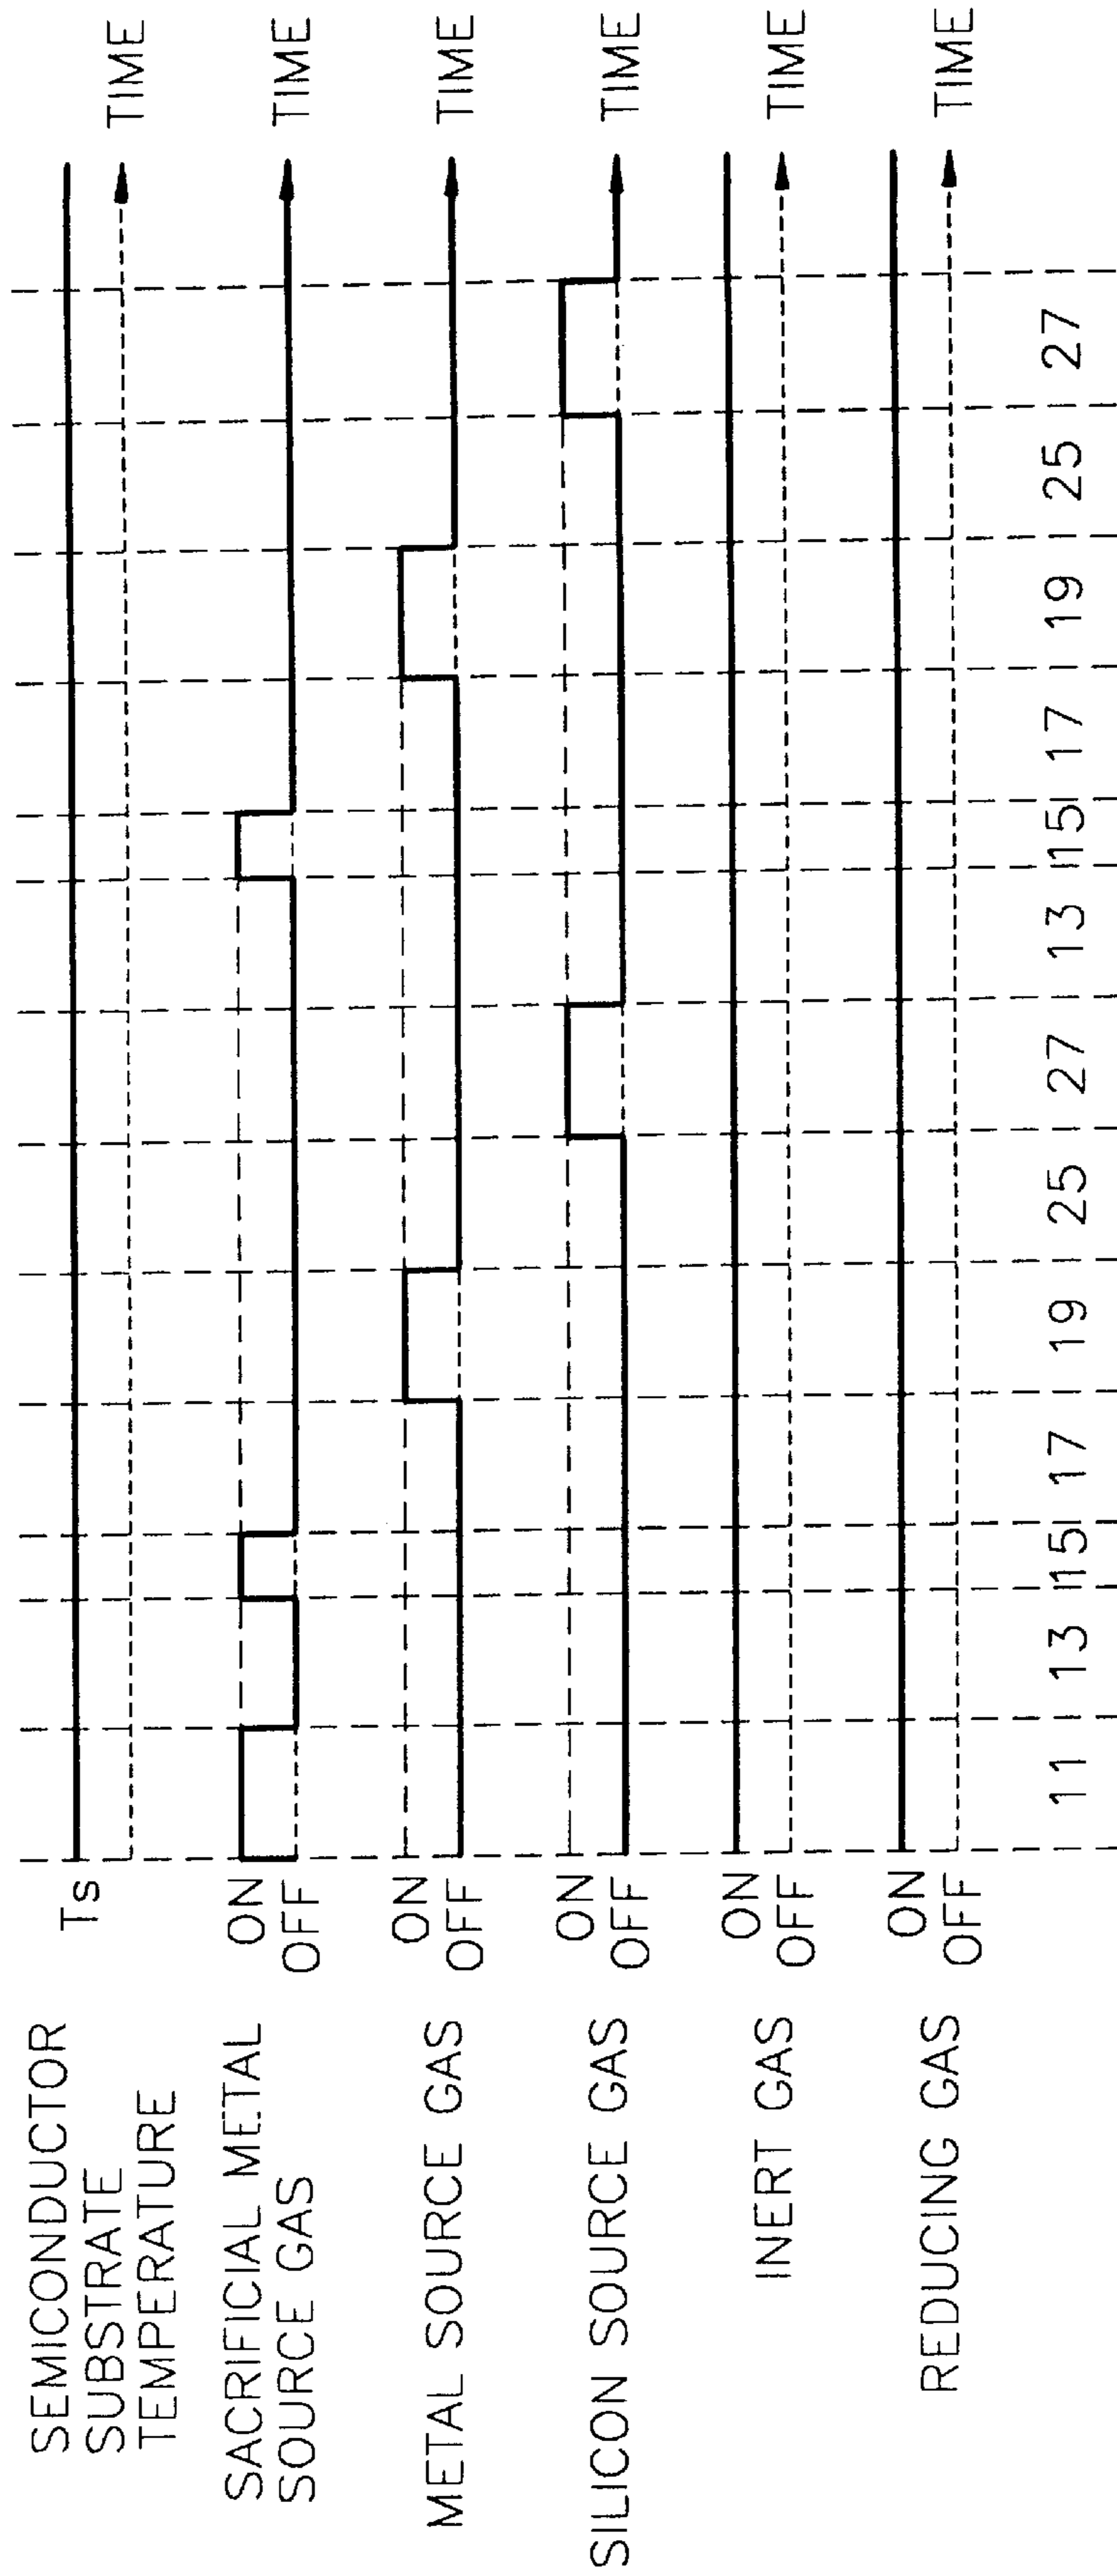 SEMICONDUCTOR
SUBSTRATE
TEMPERATURE
Ts
TIME
SACRIFICIAL METAL
SOURCE GAS
ON
OFF
TIME
METAL SOURCE GAS
ON
OFF
TIME
SILICON SOURCE GAS
ON
OFF
TIME
INERT GAS
ON
OFF
TIME
REDUCING GAS
ON
OFF
TIME
11 13 15 17 19 25 27 13 15 17 19 25 27